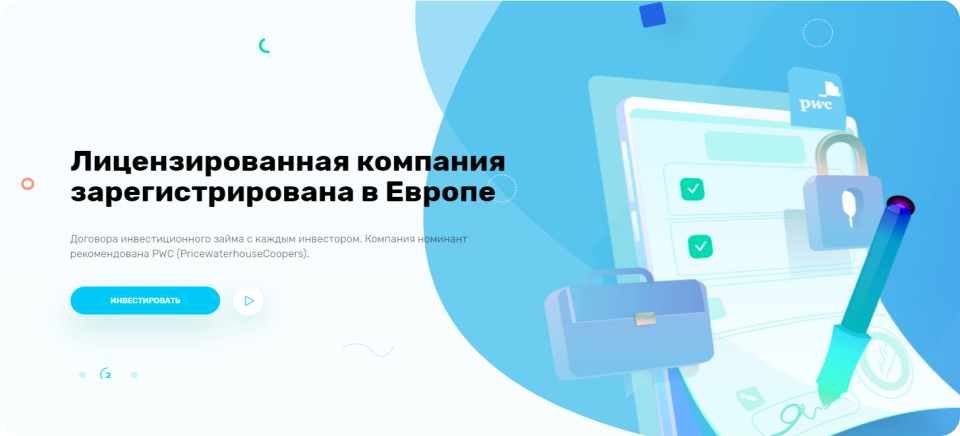 pwc
Лицензированная компания
зарегистрирована в Европе
Договора инвестиционного займа с каждым инвестором. Компания номинант
рекомендована PWC (PricewaterhouseCoopers).
ИНВЕСТИРОВАТЬ
2